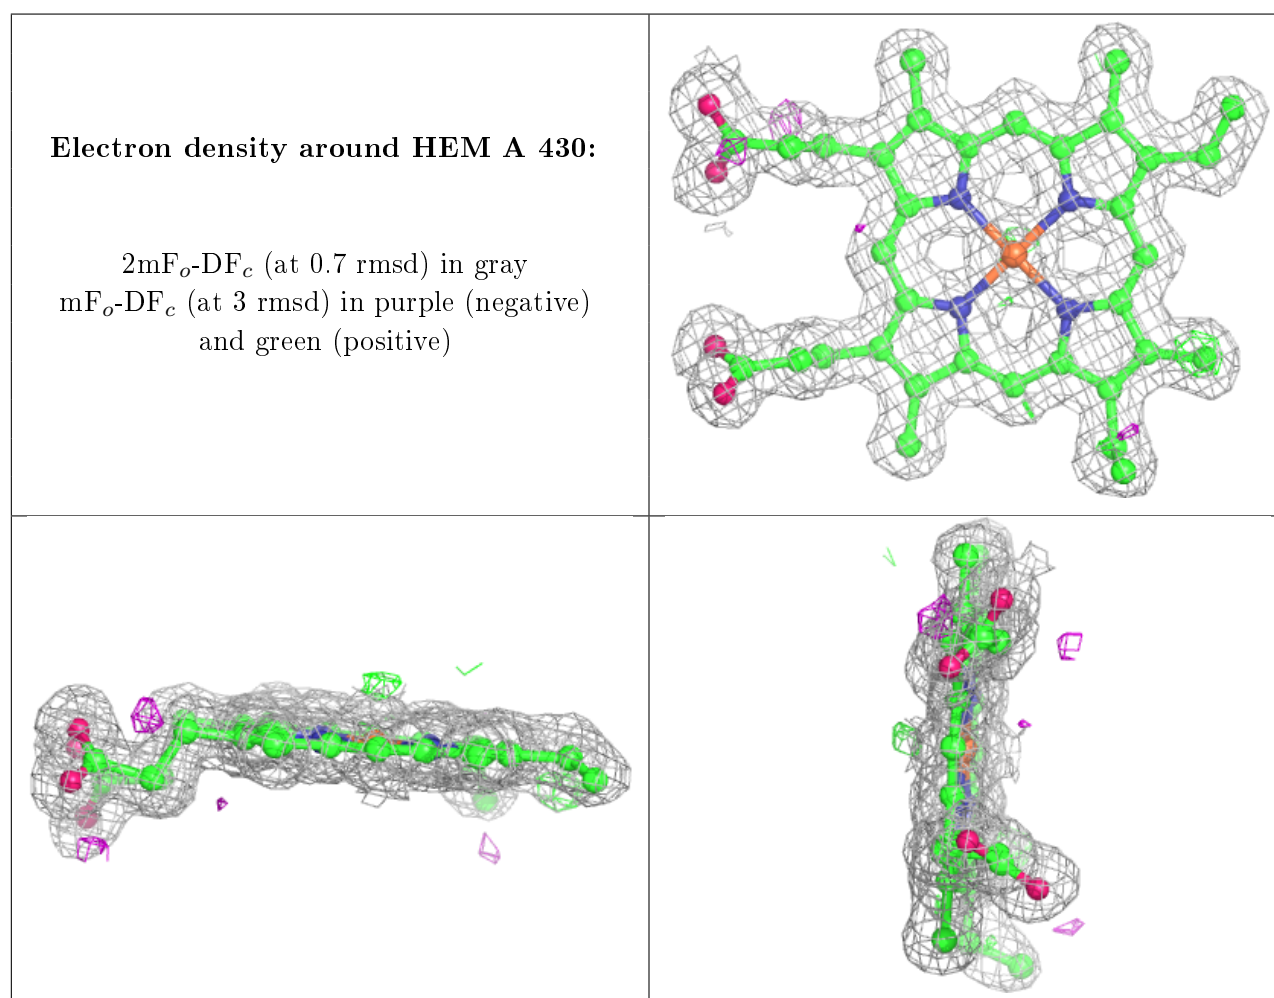 Electron density around HEM A 430:
2mFo-DFc (at 0.7 rmsd) in gray
mFo-DFc (at 3 rmsd) in purple (negative)
and green (positive)